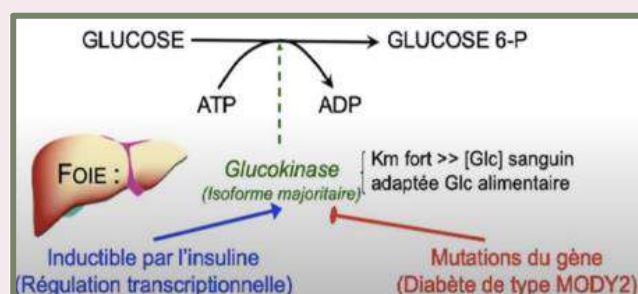 GLUCOSE GLUCOSE 6-P
ATP ADP
FOIE :
Glucokinase
(Isoforme majoritaire)
Km fort >> [Glc] sanguin
adaptée Glc alimentaire
Inductible par l'insuline
(Régulation transcriptionnelle)
Mutations du gène
(Diabète de type MODY2)